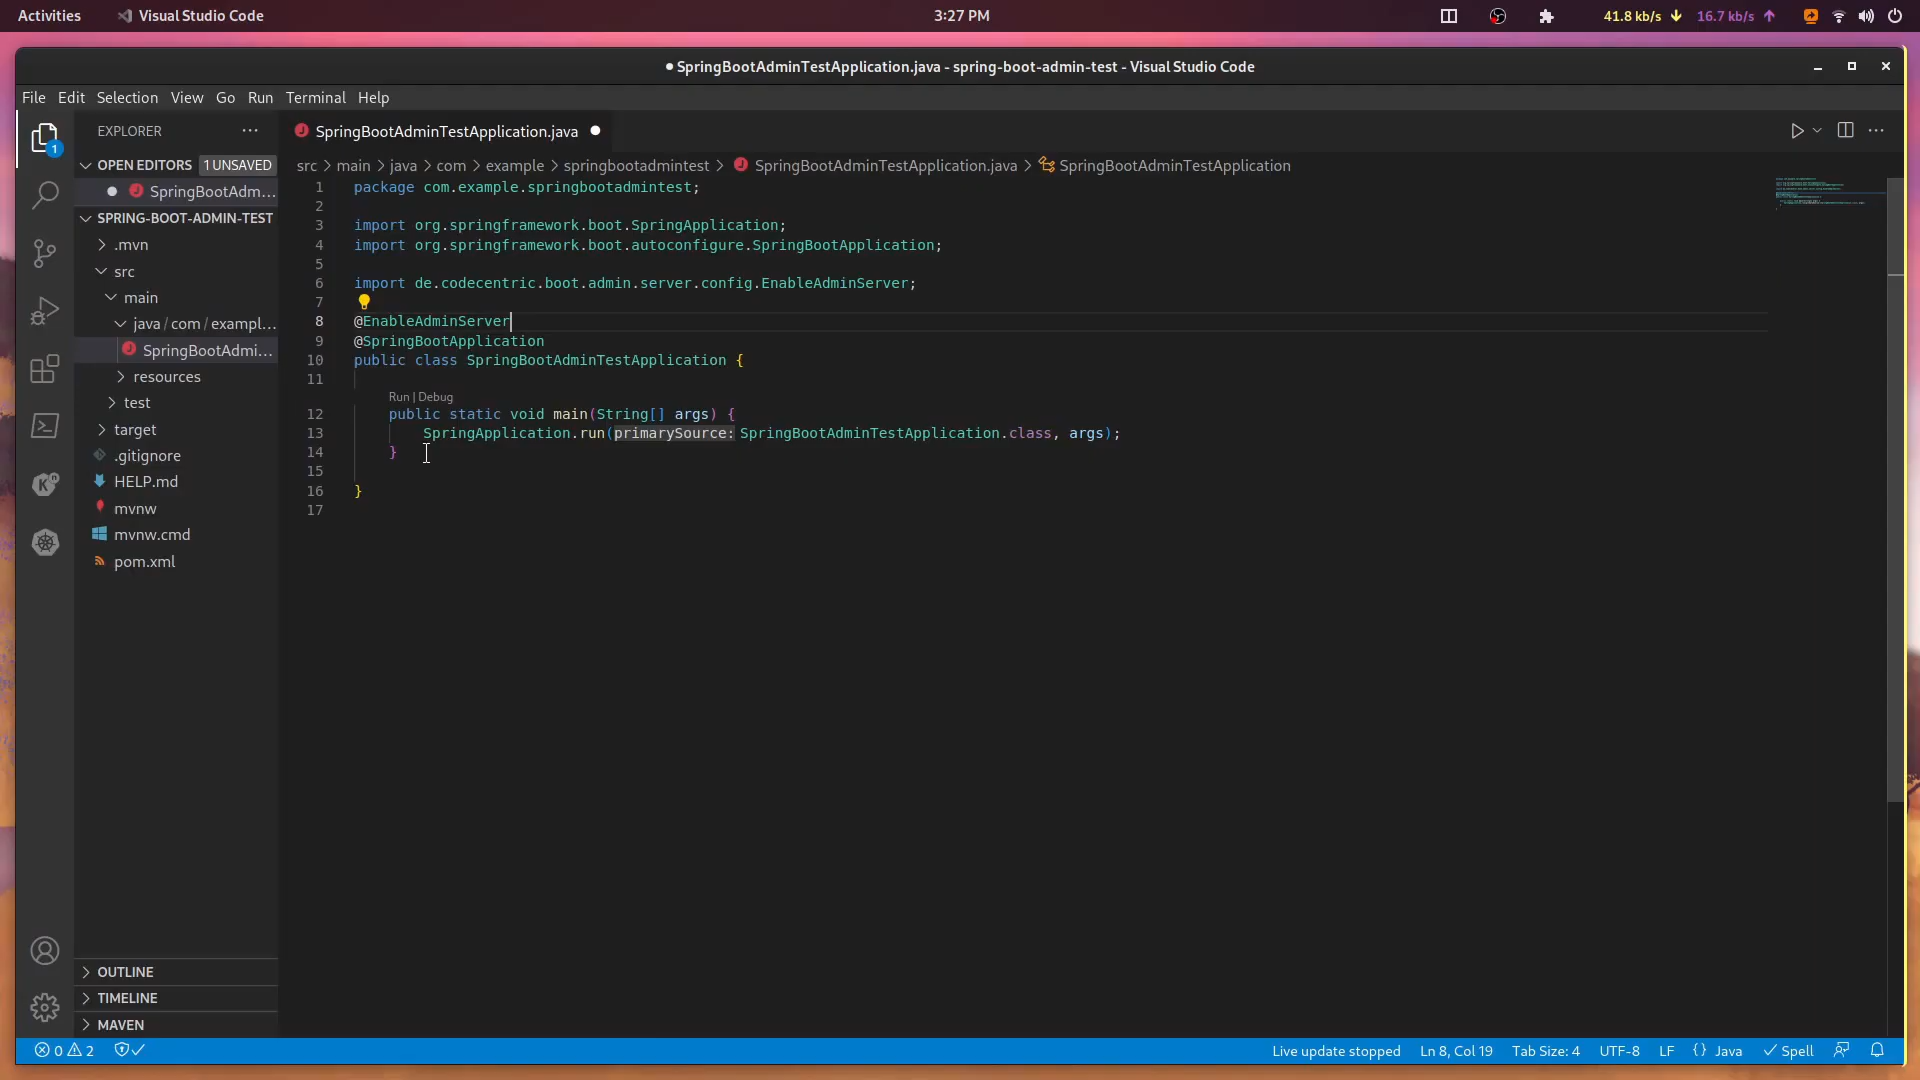 Activities
Visual Studio Code
3:27 PM
41.8 kb/s
16.7 kb/s
SpringBootAdminTestApplication.java - spring-boot-admin-test - Visual Studio Code
File Edit Selection View Go Run Terminal Help
EXPLORER
OPEN EDITORS
1 UNSAVED
SpringBootAdm...
SPRING-BOOT-ADMIN-TEST
.mvn
src
main
java / com / exampl...
SpringBootAdmi...
resources
test
target
.gitignore
HELP.md
mvnw
mvnw.cmd
pom.xml
OUTLINE
TIMELINE
MAVEN
1
SpringBootAdminTestApplication.java
src > main > java > com > example > springbootadmintest > SpringBootAdminTestApplication.java > SpringBootAdminTestApplication
1 package com.example.springbootadmintest;
2
3 import org.springframework.boot.SpringApplication;
4 import org.springframework.boot.autoconfigure.SpringBootApplication;
5
6 import de.codecentric.boot.admin.server.config.EnableAdminServer;
7
8 @EnableAdminServer
9 @SpringBootApplication
10 public class SpringBootAdminTestApplication {
11
Run | Debug
12 public static void main(String[] args) {
13 SpringApplication.run(primarySource: SpringBootAdminTestApplication.class, args);
14 }
15
16 }
17
0 2
Live update stopped
Ln 8, Col 19
Tab Size: 4
UTF-8
LF
{} Java
Spell